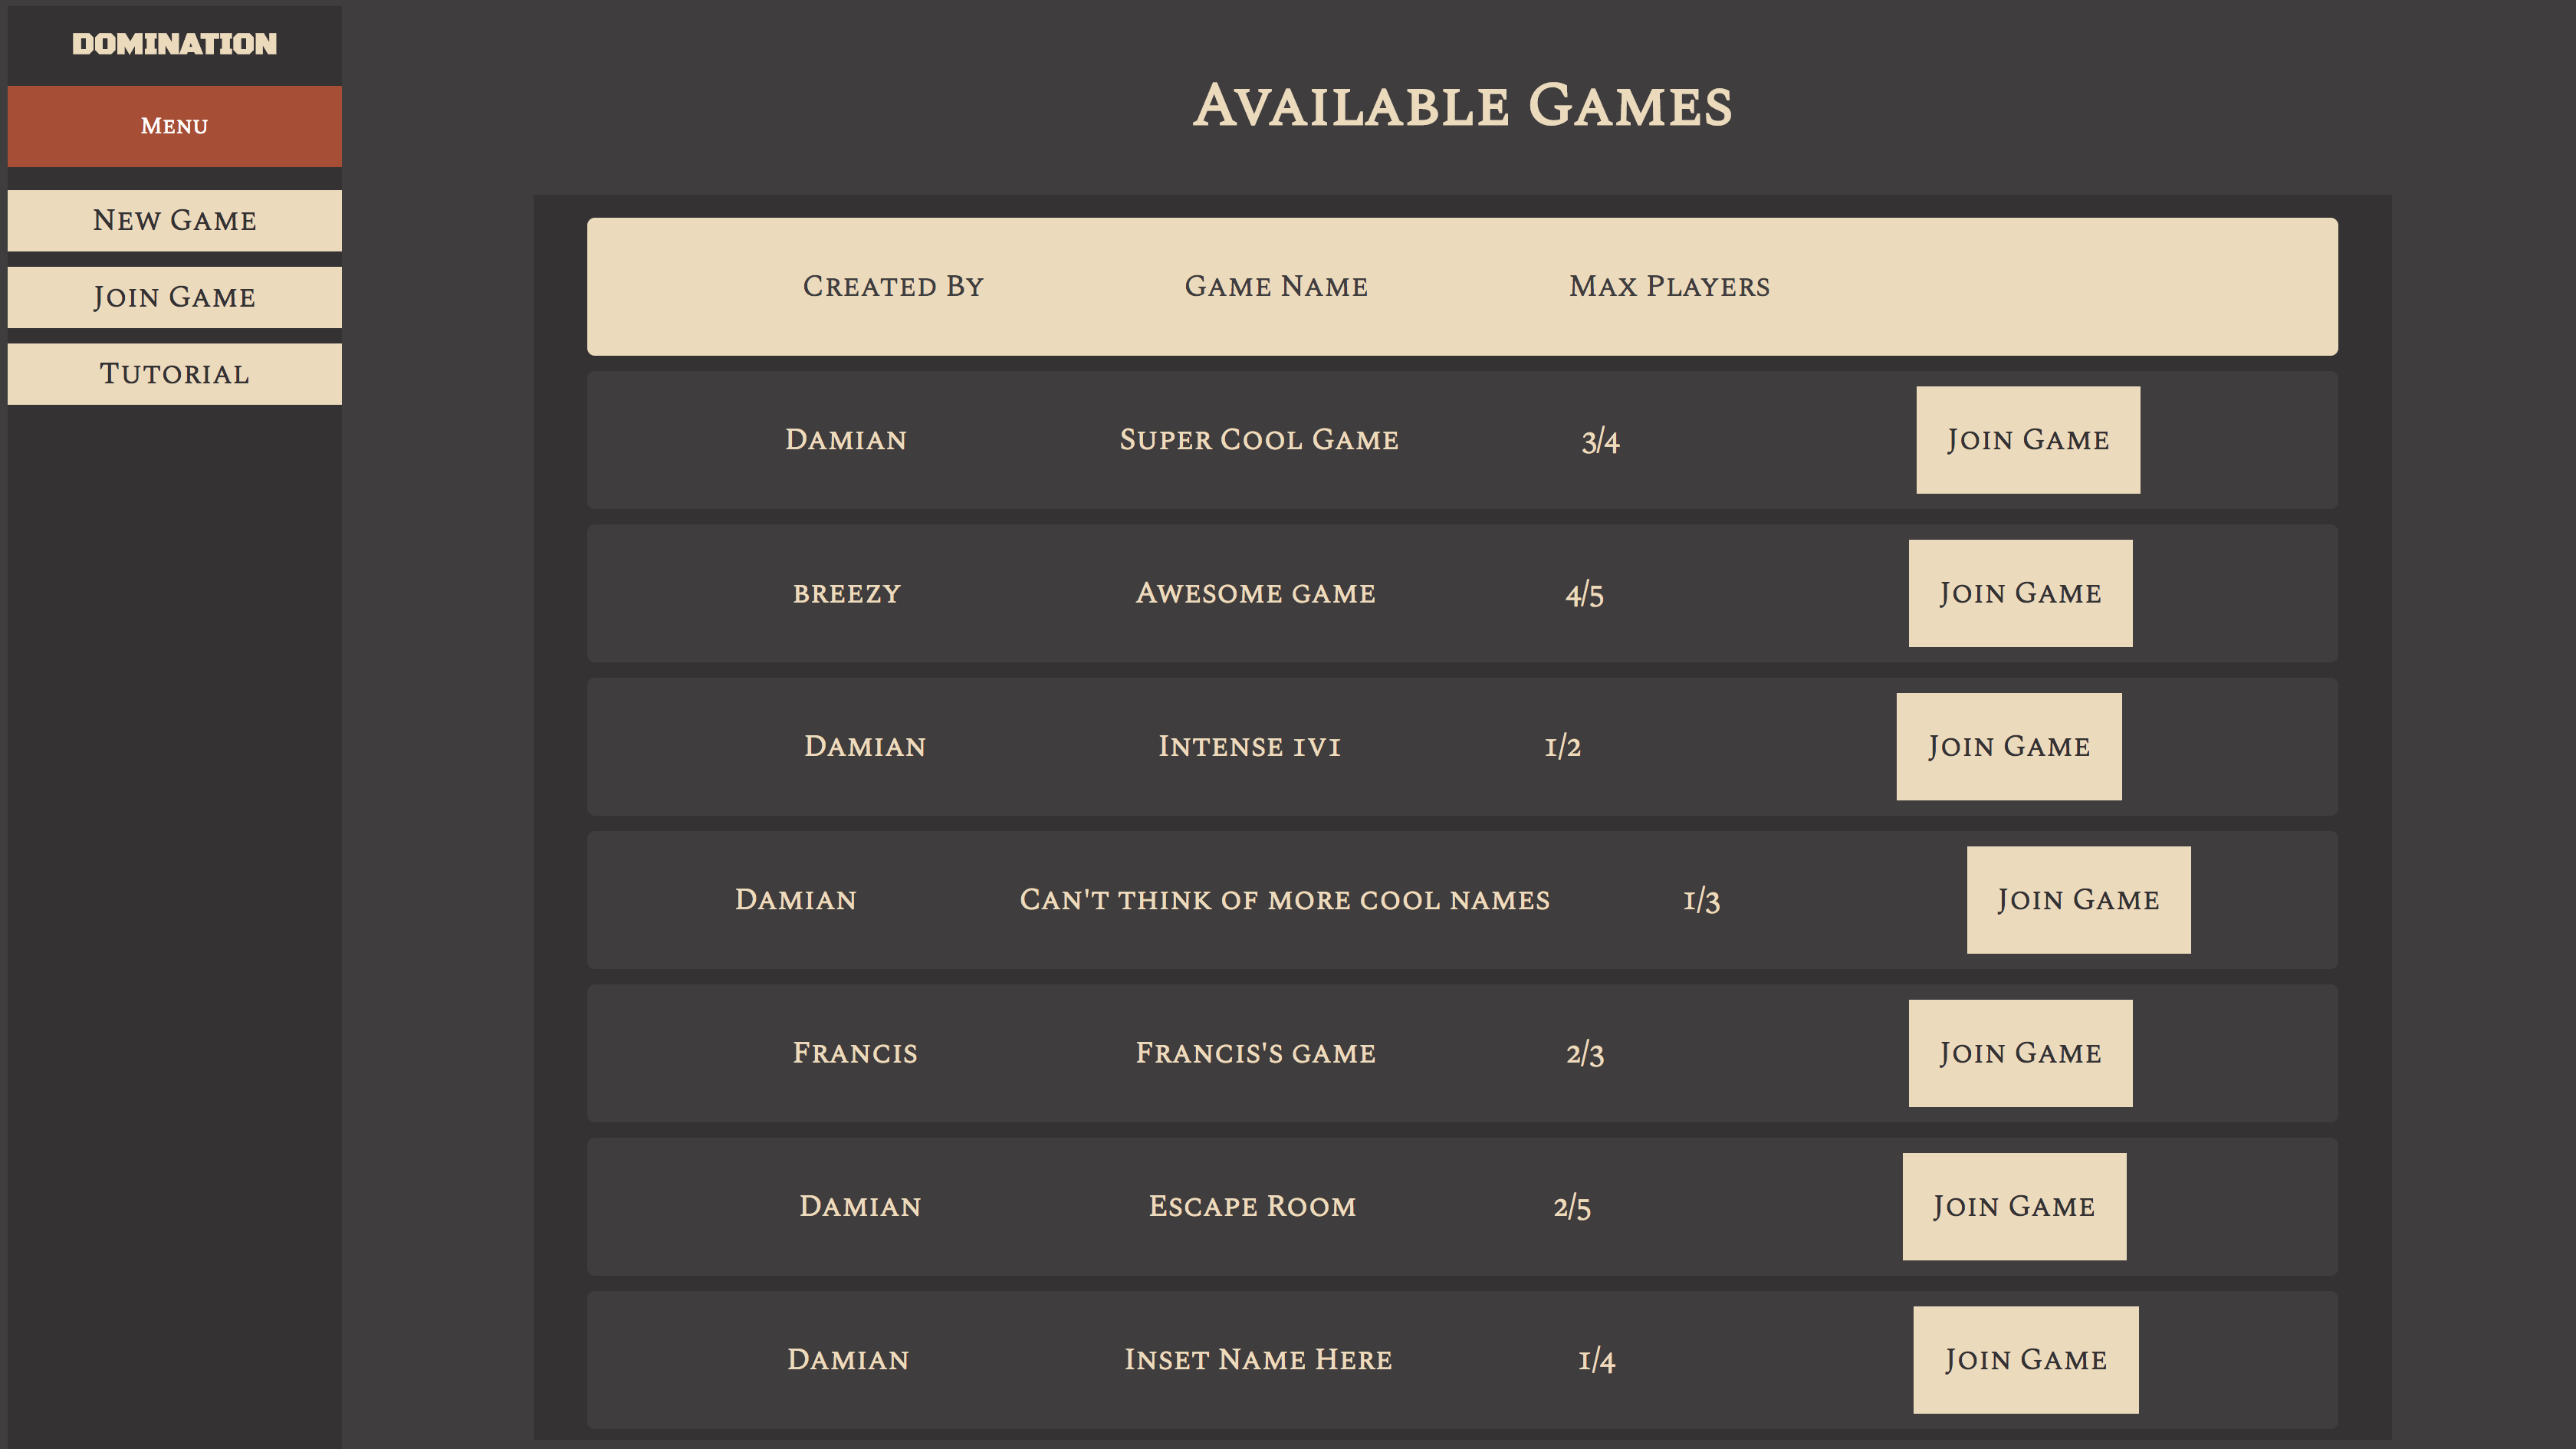 DOMINATION
Menu
New Game
Join Game
Tutorial
Available Games
Created By Game Name Max Players
Damian Super Cool Game 3/4 Join Game
breezy Awesome game 4/5 Join Game
Damian Intense 1v1 1/2 Join Game
Damian Can't think of more cool names 1/3 Join Game
Francis Francis's game 2/3 Join Game
Damian Escape Room 2/5 Join Game
Damian Inset Name Here 1/4 Join Game